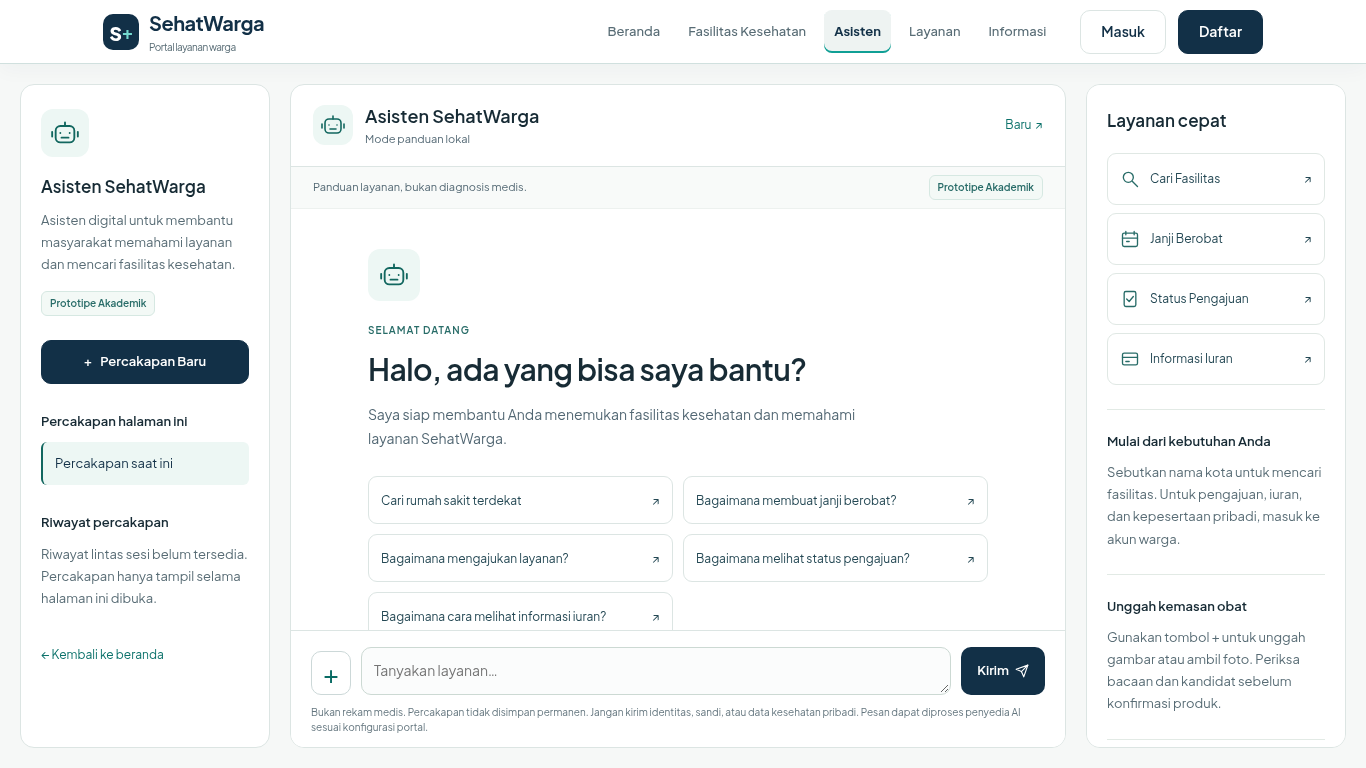 S+
SehatWarga
Portal layanan warga
Beranda
Fasilitas Kesehatan
Asisten
Layanan
Informasi
Masuk
Daftar
Asisten SehatWarga
Asisten digital untuk membantu
masyarakat memahami layanan
dan mencari fasilitas kesehatan.
Prototipe Akademik
+ Percakapan Baru
Percakapan halaman ini
Percakapan saat ini
Riwayat percakapan
Riwayat lintas sesi belum tersedia.
Percakapan hanya tampil selama
halaman ini dibuka.
← Kembali ke beranda
Asisten SehatWarga
Mode panduan lokal
Baru ↗
Panduan layanan, bukan diagnosis medis.
Prototipe Akademik
SELAMAT DATANG
Halo, ada yang bisa saya bantu?
Saya siap membantu Anda menemukan fasilitas kesehatan dan memahami
layanan SehatWarga.
Cari rumah sakit terdekat ↗
Bagaimana membuat janji berobat? ↗
Bagaimana mengajukan layanan? ↗
Bagaimana melihat status pengajuan? ↗
Bagaimana cara melihat informasi iuran? ↗
+
Tanyakan layanan...
Kirim
Bukan rekam medis. Percakapan tidak disimpan permanen. Jangan kirim identitas, sandi, atau data kesehatan pribadi. Pesan dapat diproses penyedia AI
sesuai konfigurasi portal.
Layanan cepat
Cari Fasilitas ↗
Janji Berobat ↗
Status Pengajuan ↗
Informasi Iuran ↗
Mulai dari kebutuhan Anda
Sebutkan nama kota untuk mencari
fasilitas. Untuk pengajuan, iuran,
dan kepesertaan pribadi, masuk ke
akun warga.
Unggah kemasan obat
Gunakan tombol + untuk unggah
gambar atau ambil foto. Periksa
bacaan dan kandidat sebelum
konfirmasi produk.